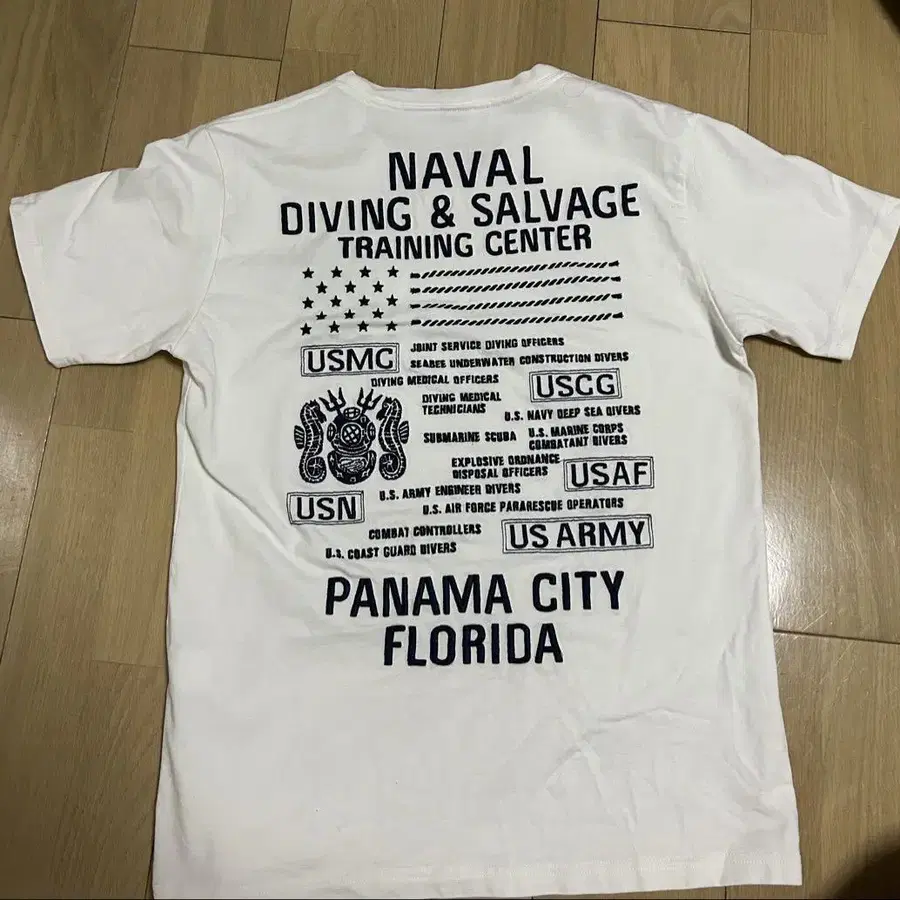 NAVAL
DIVING & SALVAGE
TRAINING CENTER
USMC
JOINT SERVICE DIVING OFFICERS
SEABEE UNDERWATER CONSTRUCTION DIVERS
DIVING MEDICAL OFFICERS
USCG
DIVING MEDICAL
TECHNICIANS
U.S. NAVY DEEP SEA DIVERS
SUBMARINE SCUBA
U.S. MARINE CORPS
COMBATANT DIVERS
EXPLOSIVE ORDNANCE
DISPOSAL OFFICERS
USAF
U.S. ARMY ENGINEER DIVERS
USN
U.S. AIR FORCE PARARESCUE OPERATORS
COMBAT CONTROLLERS
US ARMY
U.S. COAST GUARD DIVERS
PANAMA CITY
FLORIDA